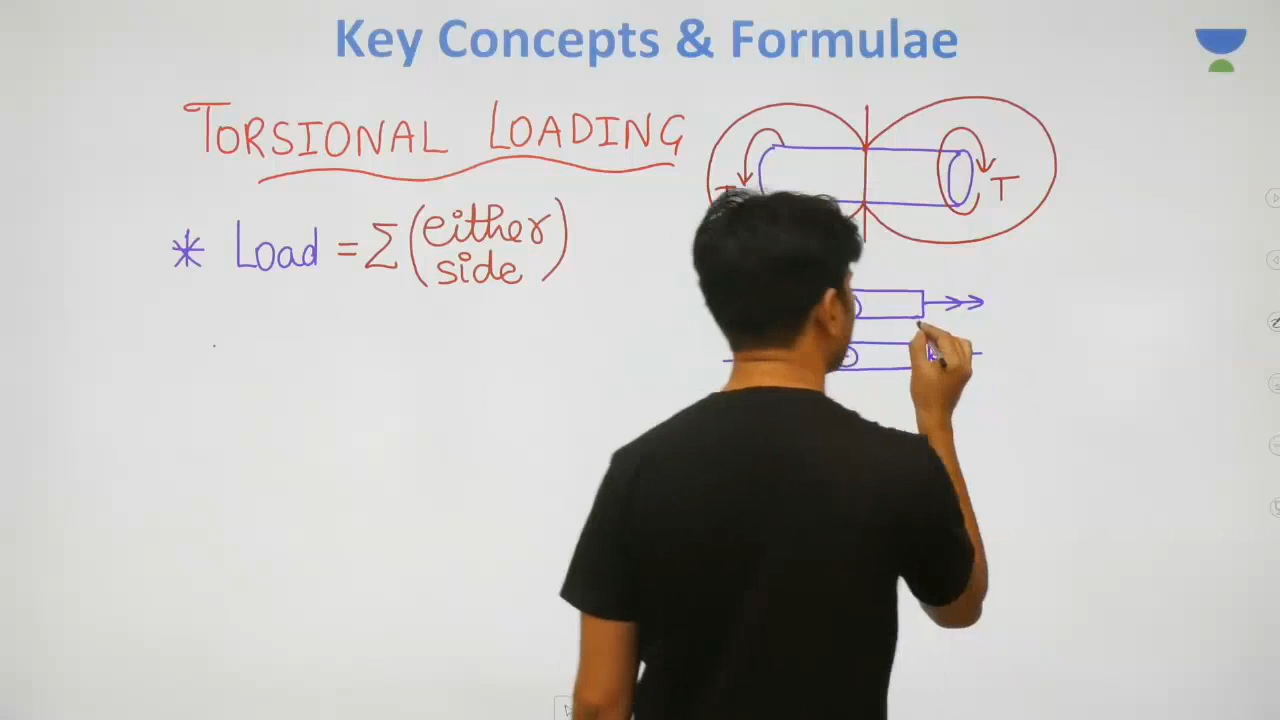 Key Concepts & Formulae
TORSIONAL LOADING
T
* Load = Σ (either side)